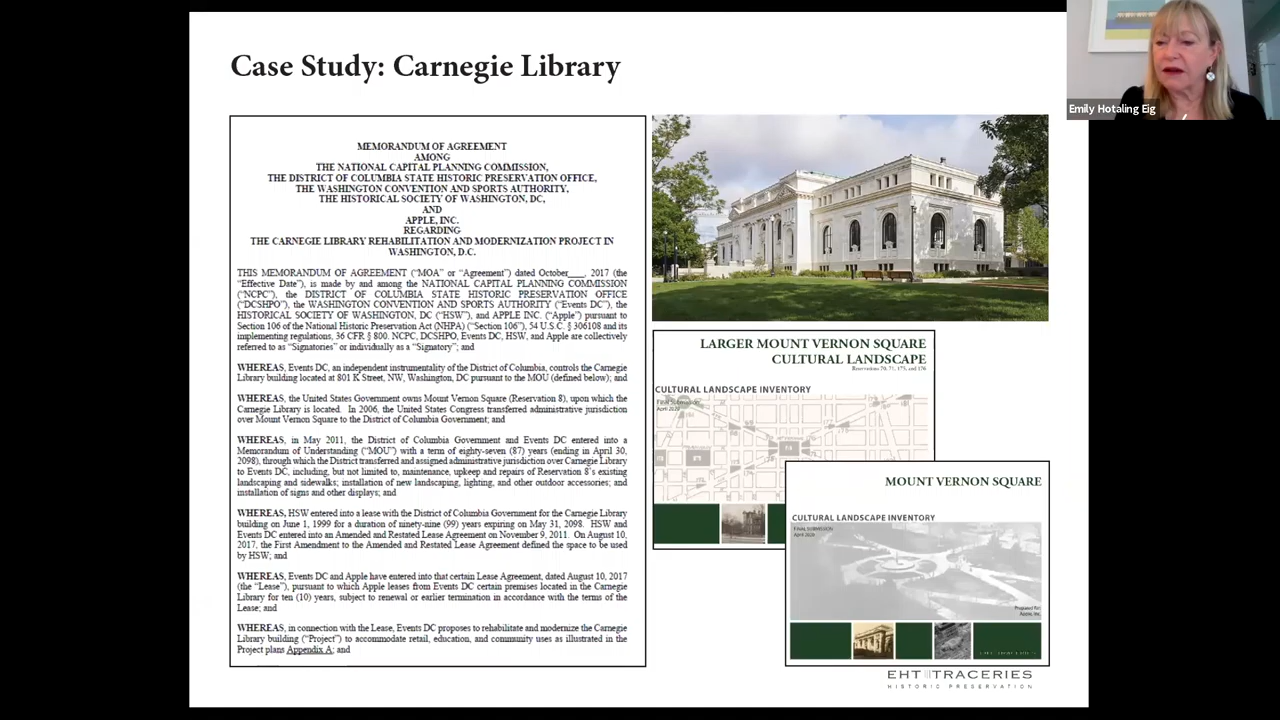 Case Study: Carnegie Library
Emily Hotaling Eig
MEMORANDUM OF AGREEMENT
AMONG
THE NATIONAL CAPITAL PLANNING COMMISSION,
THE DISTRICT OF COLUMBIA STATE HISTORIC PRESERVATION OFFICE,
THE WASHINGTON CONVENTION AND SPORTS AUTHORITY,
THE HISTORICAL SOCIETY OF WASHINGTON, DC,
AND
APPLE, INC.
REGARDING
THE CARNEGIE LIBRARY REHABILITATION AND MODERNIZATION PROJECT IN
WASHINGTON, D.C.
THIS MEMORANDUM OF AGREEMENT ("MOA" or "Agreement") dated October___, 2017 (the
"Effective Date"), is made by and among the NATIONAL CAPITAL PLANNING COMMISSION
("NCPC"), the DISTRICT OF COLUMBIA STATE HISTORIC PRESERVATION OFFICE
("DCSHPO"), the WASHINGTON CONVENTION AND SPORTS AUTHORITY ("Events DC"), the
HISTORICAL SOCIETY OF WASHINGTON, DC ("HSW"), and APPLE INC. ("Apple") pursuant to
Section 106 of the National Historic Preservation Act (NHPA) ("Section 106"), 54 U.S.C. § 306108 and its
implementing regulations, 36 CFR § 800. NCPC, DCSHPO, Events DC, HSW, and Apple are collectively
referred to as "Signatories" or individually as a "Signatory"; and
WHEREAS, Events DC, an independent instrumentality of the District of Columbia, controls the Carnegie
Library building located at 801 K Street, NW, Washington, DC pursuant to the MOU (defined below); and
WHEREAS, the United States Government owns Mount Vernon Square (Reservation 8), upon which the
Carnegie Library is located. In 2006, the United States Congress transferred administrative jurisdiction
over Mount Vernon Square to the District of Columbia Government; and
WHEREAS, in May 2011, the District of Columbia Government and Events DC entered into a
Memorandum of Understanding ("MOU") with a term of eighty-seven (87) years (ending in April 30,
2098), through which the District transferred and assigned administrative jurisdiction over Carnegie Library
to Events DC, including, but not limited to, maintenance, upkeep and repairs of Reservation 8's existing
landscaping and sidewalks; installation of new landscaping, lighting, and other outdoor accessories; and
installation of signs and other displays; and
WHEREAS, HSW entered into a lease with the District of Columbia Government for the Carnegie Library
building on June 1, 1999 for a duration of ninety-nine (99) years expiring on May 31, 2098. HSW and
Events DC entered into an Amended and Restated Lease Agreement on November 9, 2011. On August 10,
2017, the First Amendment to the Amended and Restated Lease Agreement defined the space to be used
by HSW; and
WHEREAS, Events DC and Apple have entered into that certain Lease Agreement, dated August 10, 2017
(the "Lease"), pursuant to which Apple leases from Events DC certain premises located in the Carnegie
Library for ten (10) years, subject to renewal or earlier termination in accordance with the terms of the
Lease; and
WHEREAS, in connection with the Lease, Events DC proposes to rehabilitate and modernize the Carnegie
Library building ("Project") to accommodate retail, education, and community uses as illustrated in the
Project plans Appendix A; and
LARGER MOUNT VERNON SQUARE
CULTURAL LANDSCAPE
Reservations 70, 71, 175, and 176
CULTURAL LANDSCAPE INVENTORY
Final Submission
April 2020
MOUNT VERNON SQUARE
CULTURAL LANDSCAPE INVENTORY
FINAL SUBMISSION
April 2020
Prepared for:
Apple, Inc.
EHT TRACERIES
HISTORIC PRESERVATION